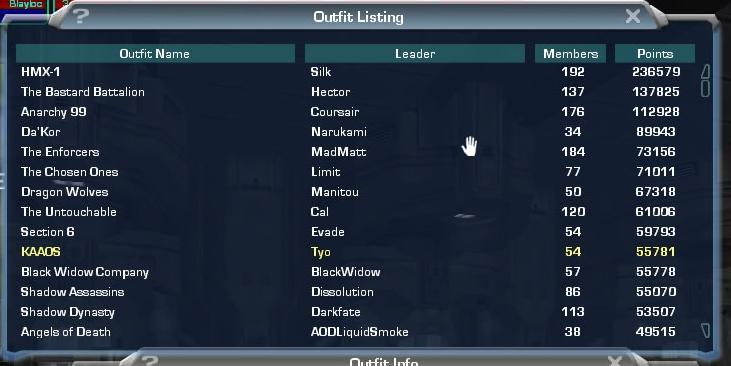 Blayloc
? Outfit Listing X
Outfit Name Leader Members Points
HMX-1 Silk 192 236579
The Bastard Battalion Hector 137 137825
Anarchy 99 Coursair 176 112928
Da'Kor Narukami 34 89943
The Enforcers MadMatt 184 73156
The Chosen Ones Limit 77 71011
Dragon Wolves Manitou 50 67318
The Untouchable Cal 120 61006
Section 6 Evade 54 59793
KAAOS Tyo 54 55781
Black Widow Company BlackWidow 57 55778
Shadow Assassins Dissolution 86 55070
Shadow Dynasty Darkfate 113 53507
Angels of Death AODLiquidSmoke 38 49515
? Outfit Info X